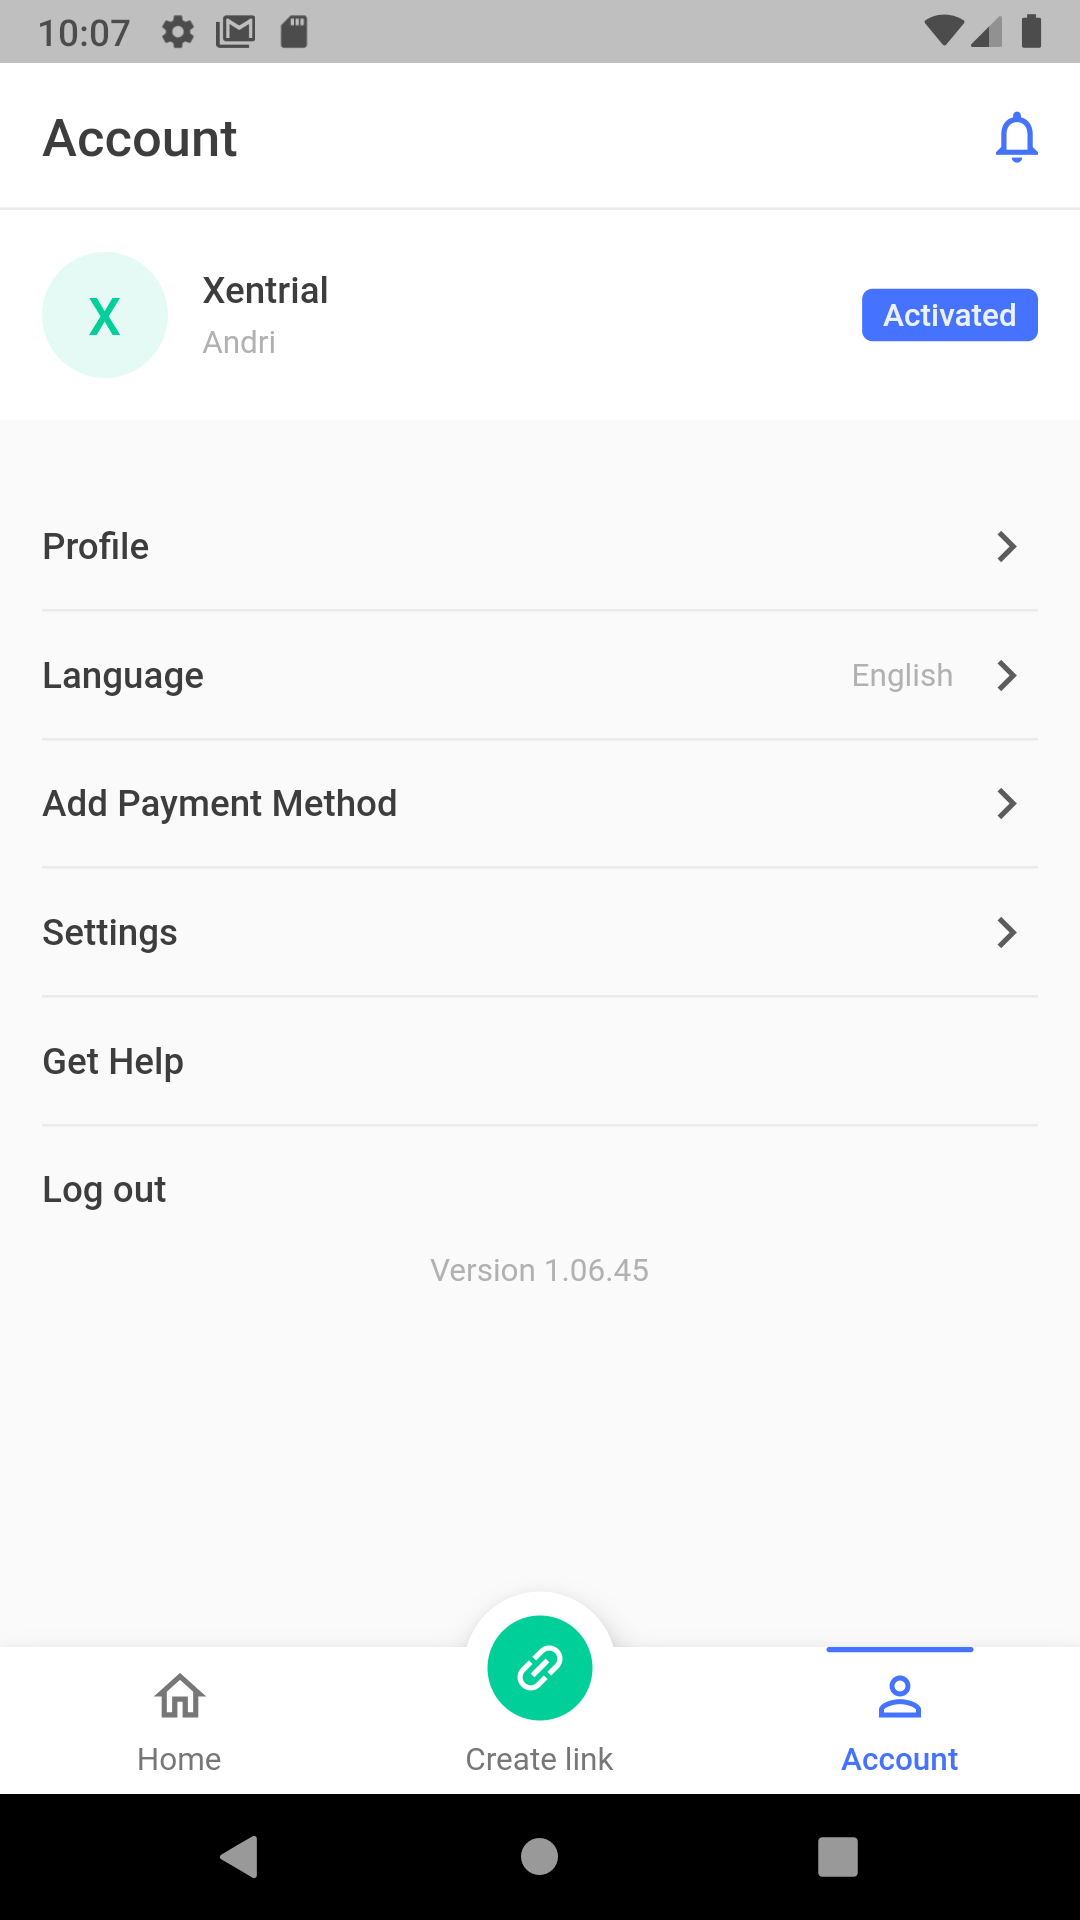 10:07
Account
X
Xentrial
Andri
Activated
Profile
Language English
Add Payment Method
Settings
Get Help
Log out
Version 1.06.45
Home
Create link
Account